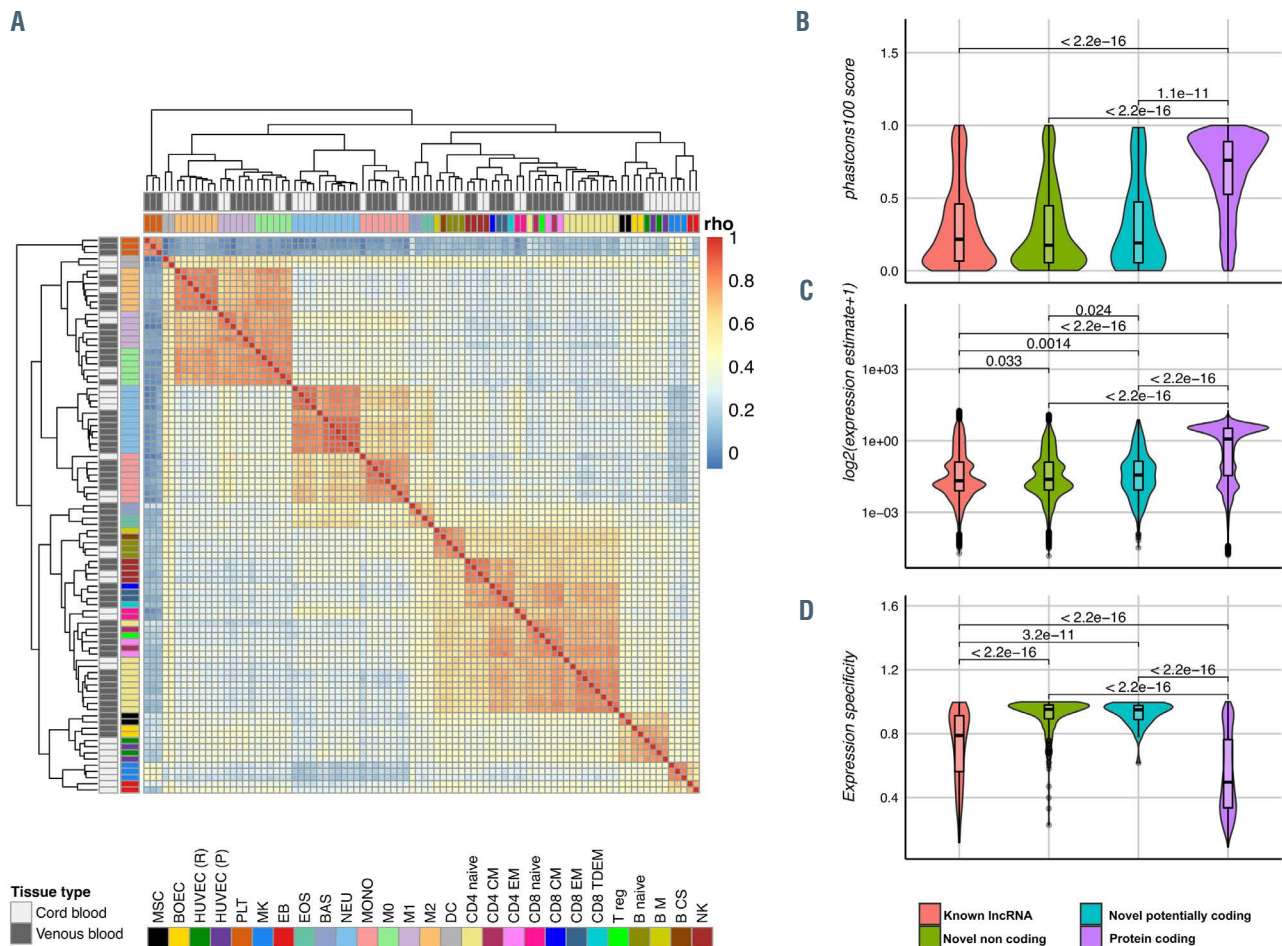 A
rho
1
0.8
0.6
0.4
0.2
0
Tissue type
Cord blood
Venous blood
MSC
BOEC
HUVEC (R)
HUVEC (P)
PLT
MK
EB
EOS
BAS
NEU
MONO
M0
M1
M2
DC
CD4 naive
CD4 CM
CD4 EM
CD8 naive
CD8 CM
CD8 EM
CD8 TDEM
T reg
B naive
B M
B CS
NK
B
phastcons100 score
1.5
1.0
0.5
0.0
< 2.2e−16
1.1e−11
< 2.2e−16
C
log2(expression estimate+1)
1e+03
1e+00
1e−03
0.024
< 2.2e−16
0.0014
0.033
< 2.2e−16
< 2.2e−16
D
Expression specificity
1.6
1.2
0.8
0.4
< 2.2e−16
3.2e−11
< 2.2e−16
< 2.2e−16
< 2.2e−16
Known lncRNA
Novel non coding
Novel potentially coding
Protein coding